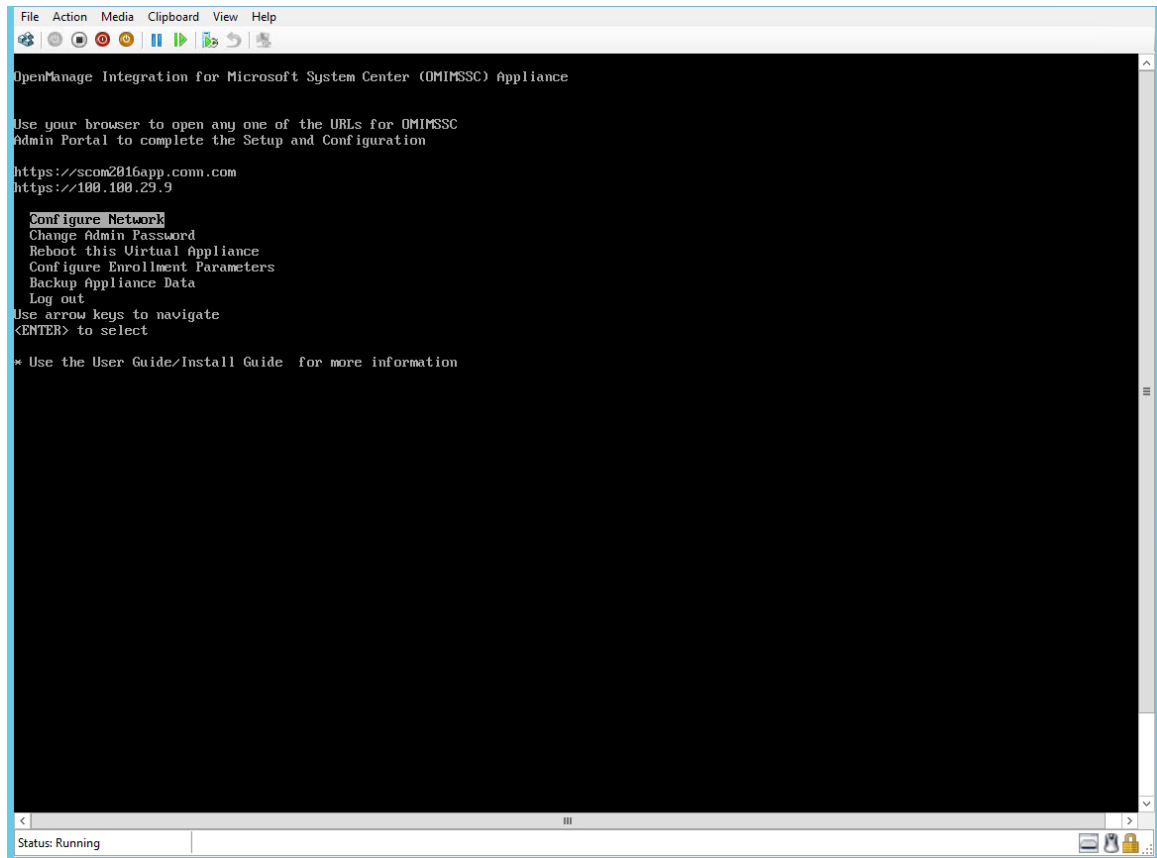 File Action Media Clipboard View Help
OpenManage Integration for Microsoft System Center (OMIMSSC) Appliance
Use your browser to open any one of the URLs for OMIMSSC
Admin Portal to complete the Setup and Configuration
https://scom2016app.conn.com
https://100.100.29.9
Configure Network
Change Admin Password
Reboot this Virtual Appliance
Configure Enrollment Parameters
Backup Appliance Data
Log out
Use arrow keys to navigate
<ENTER> to select
* Use the User Guide/Install Guide  for more information
Status: Running